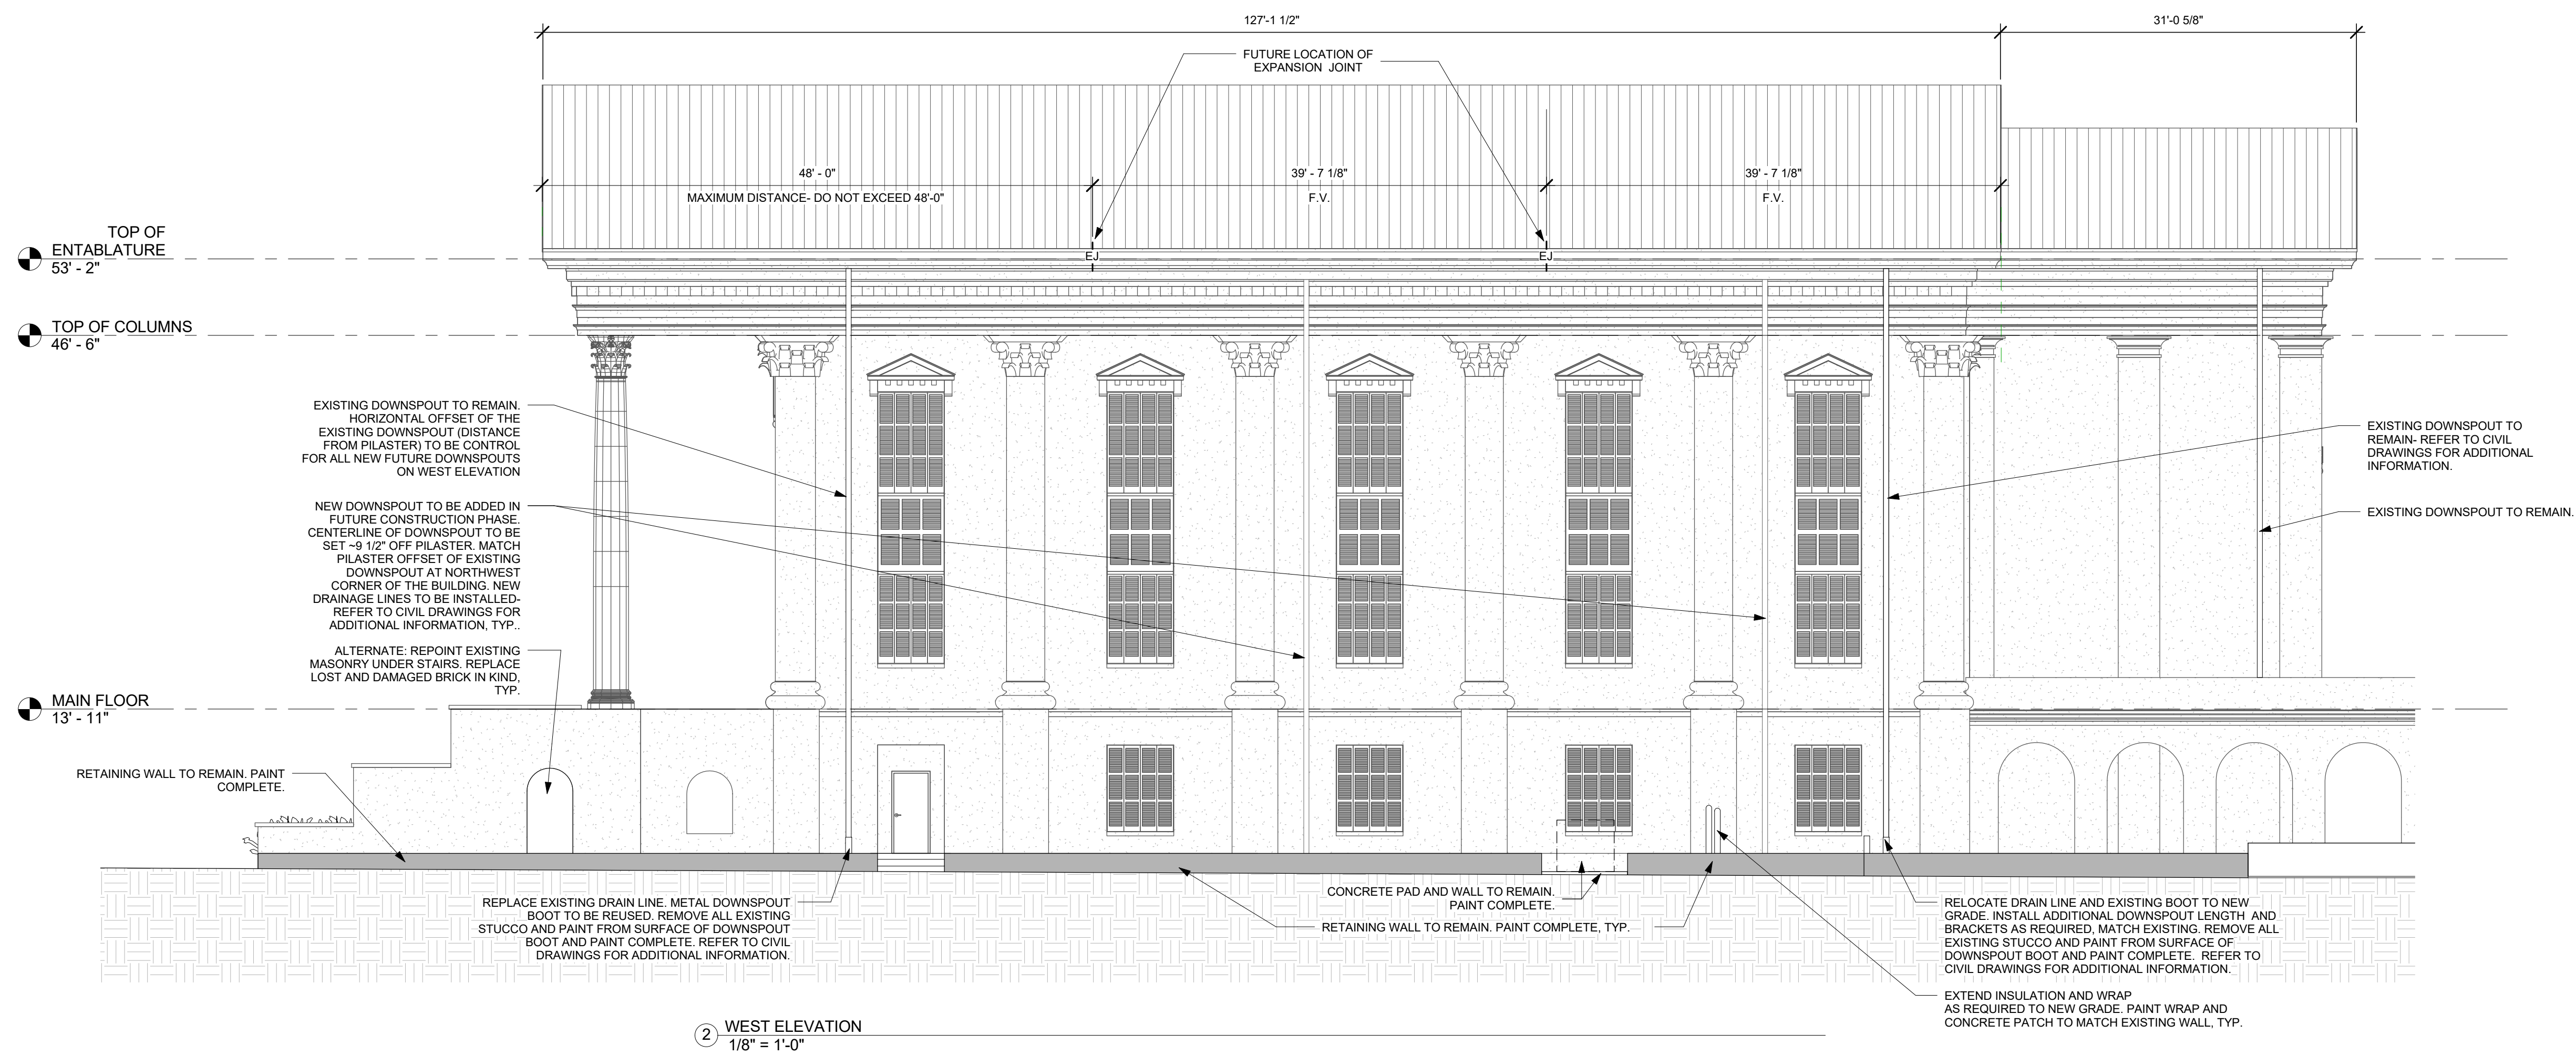 127'-1 1/2"
31'-0 5/8"
FUTURE LOCATION OF
EXPANSION JOINT
48' - 0"
MAXIMUM DISTANCE- DO NOT EXCEED 48'-0"
39' - 7 1/8"
F.V.
39' - 7 1/8"
F.V.
TOP OF
ENTABLATURE
53' - 2"
EJ
EJ
TOP OF COLUMNS
46' - 6"
EXISTING DOWNSPOUT TO REMAIN.
HORIZONTAL OFFSET OF THE
EXISTING DOWNSPOUT (DISTANCE
FROM PILASTER) TO BE CONTROL
FOR ALL NEW FUTURE DOWNSPOUTS
ON WEST ELEVATION
NEW DOWNSPOUT TO BE ADDED IN
FUTURE CONSTRUCTION PHASE.
CENTERLINE OF DOWNSPOUT TO BE
SET ~9 1/2" OFF PILASTER. MATCH
PILASTER OFFSET OF EXISTING
DOWNSPOUT AT NORTHWEST
CORNER OF THE BUILDING. NEW
DRAINAGE LINES TO BE INSTALLED-
REFER TO CIVIL DRAWINGS FOR
ADDITIONAL INFORMATION, TYP..
ALTERNATE: REPOINT EXISTING
MASONRY UNDER STAIRS. REPLACE
LOST AND DAMAGED BRICK IN KIND,
TYP.
EXISTING DOWNSPOUT TO
REMAIN- REFER TO CIVIL
DRAWINGS FOR ADDITIONAL
INFORMATION.
EXISTING DOWNSPOUT TO REMAIN.
MAIN FLOOR
13' - 11"
RETAINING WALL TO REMAIN. PAINT
COMPLETE.
REPLACE EXISTING DRAIN LINE. METAL DOWNSPOUT
BOOT TO BE REUSED. REMOVE ALL EXISTING
STUCCO AND PAINT FROM SURFACE OF DOWNSPOUT
BOOT AND PAINT COMPLETE. REFER TO CIVIL
DRAWINGS FOR ADDITIONAL INFORMATION.
CONCRETE PAD AND WALL TO REMAIN.
PAINT COMPLETE.
RETAINING WALL TO REMAIN. PAINT COMPLETE, TYP.
RELOCATE DRAIN LINE AND EXISTING BOOT TO NEW
GRADE. INSTALL ADDITIONAL DOWNSPOUT LENGTH AND
BRACKETS AS REQUIRED, MATCH EXISTING. REMOVE ALL
EXISTING STUCCO AND PAINT FROM SURFACE OF
DOWNSPOUT BOOT AND PAINT COMPLETE. REFER TO
CIVIL DRAWINGS FOR ADDITIONAL INFORMATION.
EXTEND INSULATION AND WRAP
AS REQUIRED TO NEW GRADE. PAINT WRAP AND
CONCRETE PATCH TO MATCH EXISTING WALL, TYP.
2 WEST ELEVATION
1/8" = 1'-0"